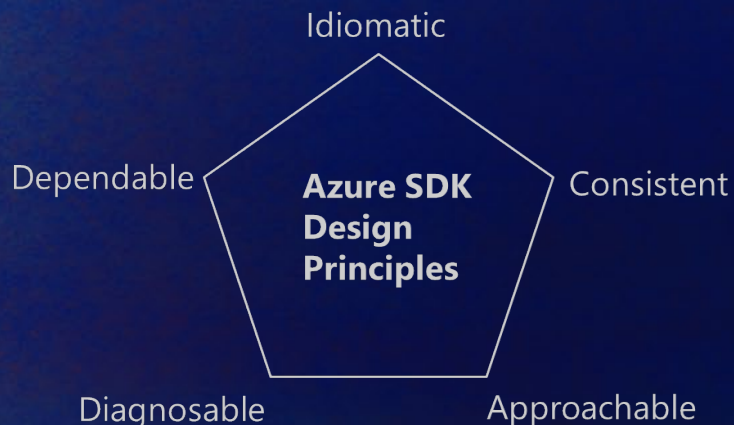 Idiomatic
Dependable
Azure SDK
Design
Principles
Consistent
Diagnosable
Approachable